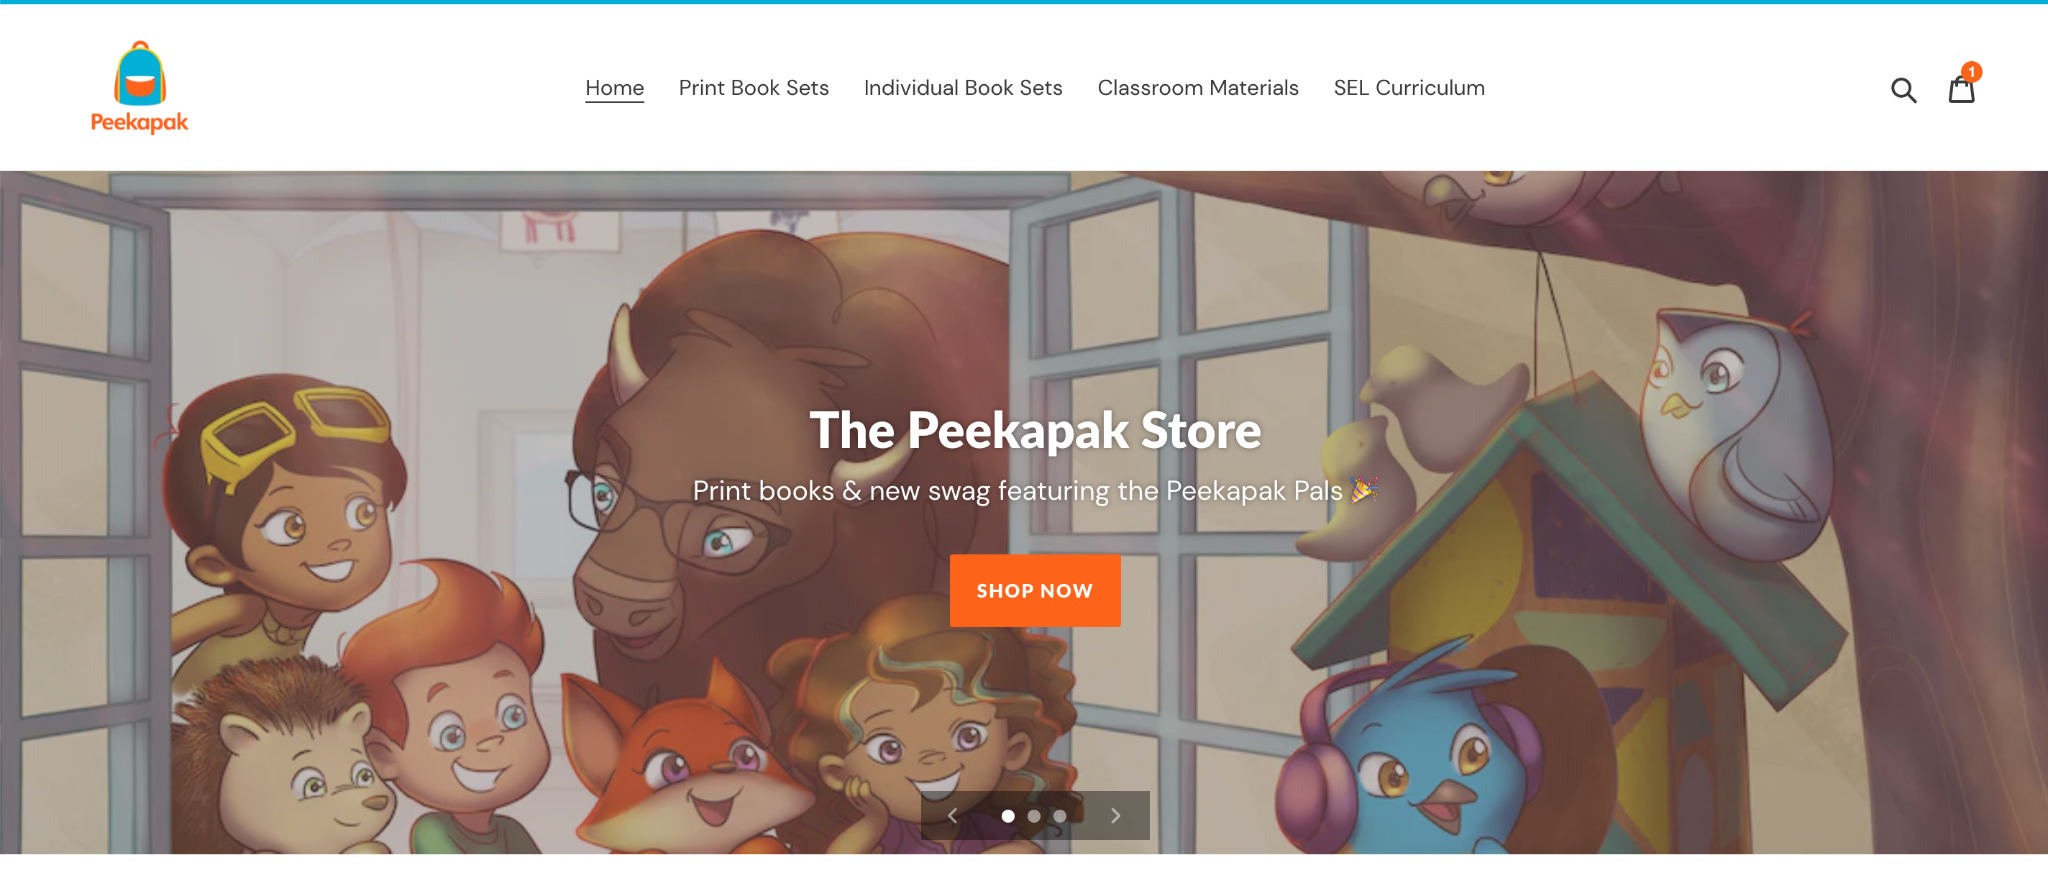 Peekapak
Home Print Book Sets Individual Book Sets Classroom Materials SEL Curriculum
1
The Peekapak Store
Print books & new swag featuring the Peekapak Pals 🎉
SHOP NOW